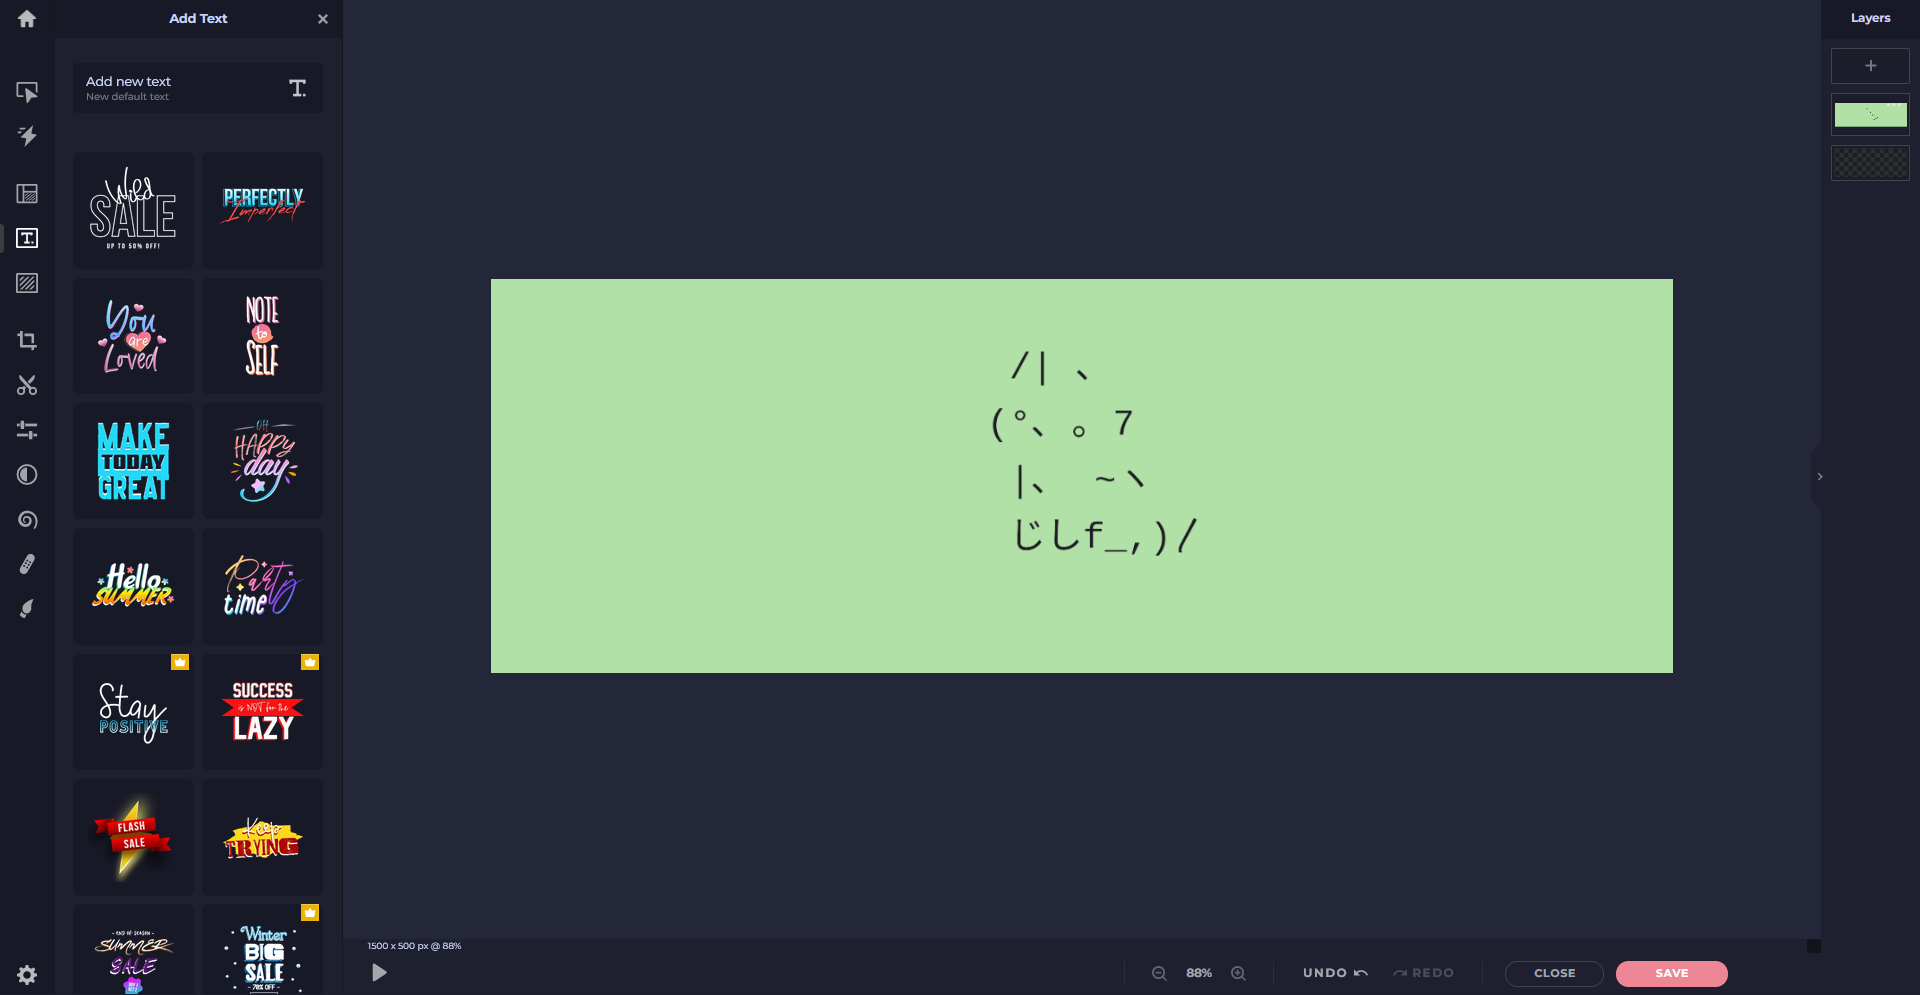 Add Text
Layers
Add new text
New default text
T.
T.
Wild
SALE
UP TO 50% OFF!
PERFECTLY
Imperfect
You
are
Loved
NOTE
to
SELF
MAKE
TODAY
GREAT
OH
HAPPY
day
Hello
SUMMER
Party
time
Stay
POSITIVE
SUCCESS
is NOT for the
LAZY
FLASH
SALE
Keep
TRYING
- END OF SEASON -
SUMMER
SALE
Winter
BIG
SALE
- 70% OFF -
/| 、
(°、 。7
|、 ~ヽ
じしf_,)/
1500 x 500 px @ 88%
88%
UNDO
REDO
CLOSE
SAVE